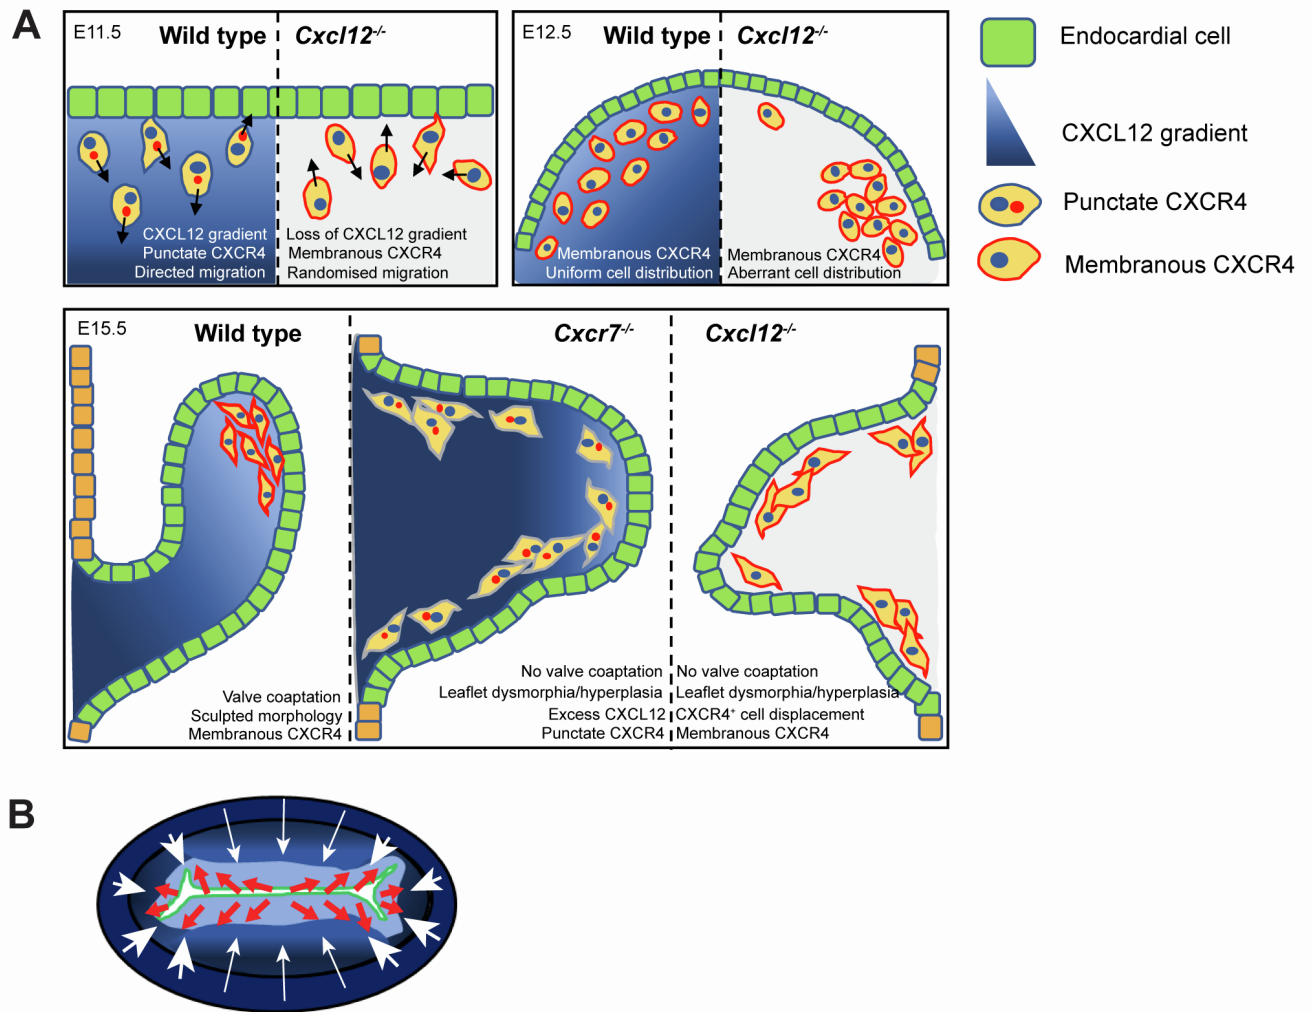 A
E11.5
Wild type
Cxcl12-/-
CXCL12 gradient
Punctate CXCR4
Directed migration
Loss of CXCL12 gradient
Membranous CXCR4
Randomised migration
E12.5
Wild type
Cxcl12-/-
Membranous CXCR4
Uniform cell distribution
Membranous CXCR4
Aberrant cell distribution
Endocardial cell
CXCL12 gradient
Punctate CXCR4
Membranous CXCR4
E15.5
Wild type
Cxcr7-/-
Cxcl12-/-
Valve coaptation
Sculpted morphology
Membranous CXCR4
No valve coaptation
Leaflet dysmorphia/hyperplasia
Excess CXCL12
Punctate CXCR4
No valve coaptation
Leaflet dysmorphia/hyperplasia
CXCR4+ cell displacement
Membranous CXCR4
B